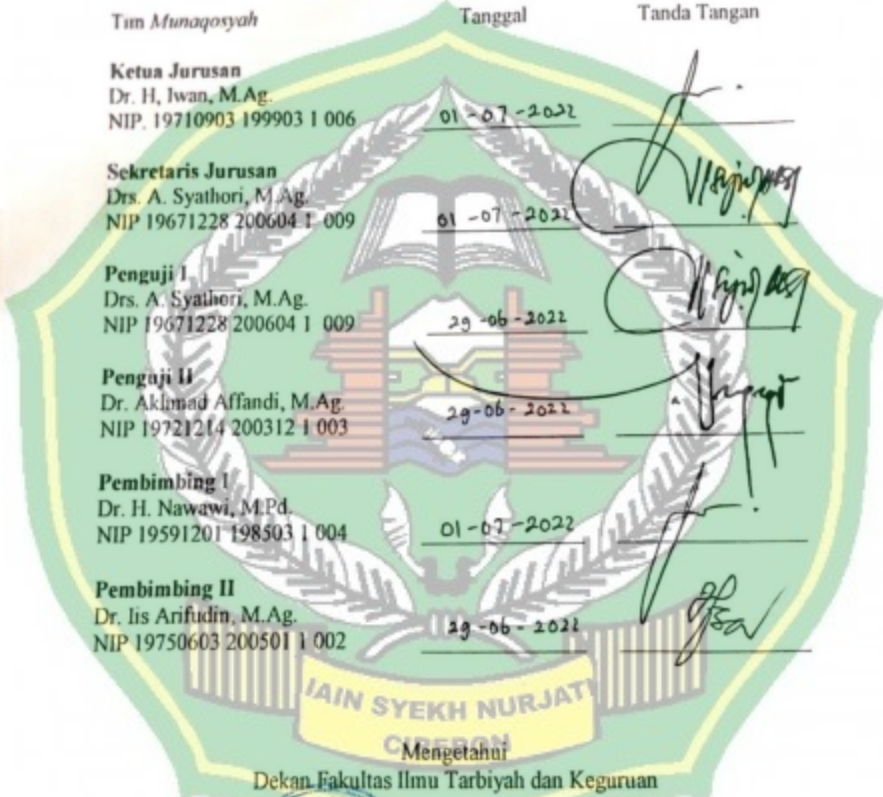 Tim Munaqosyah Tanggal Tanda Tangan
Ketua Jurusan
Dr. H, Iwan, M.Ag.
NIP. 19710903 199903 1 006 01-07-2022
Sekretaris Jurusan
Drs. A. Syathori, M.Ag.
NIP 19671228 200604 1 009 01-07-2022
Penguji I
Drs. A. Syathori, M.Ag.
NIP 19671228 200604 1 009 29-06-2022
Penguji II
Dr. Akhmad Affandi, M.Ag.
NIP 19721214 200312 1 003 29-06-2022
Pembimbing I
Dr. H. Nawawi, M.Pd.
NIP 19591201 198503 1 004 01-07-2022
Pembimbing II
Dr. Iis Arifudin, M.Ag.
NIP 19750603 200501 1 002 29-06-2022
IAIN SYEKH NURJATI
CIREBON
Mengetahui
Dekan Fakultas Ilmu Tarbiyah dan Keguruan